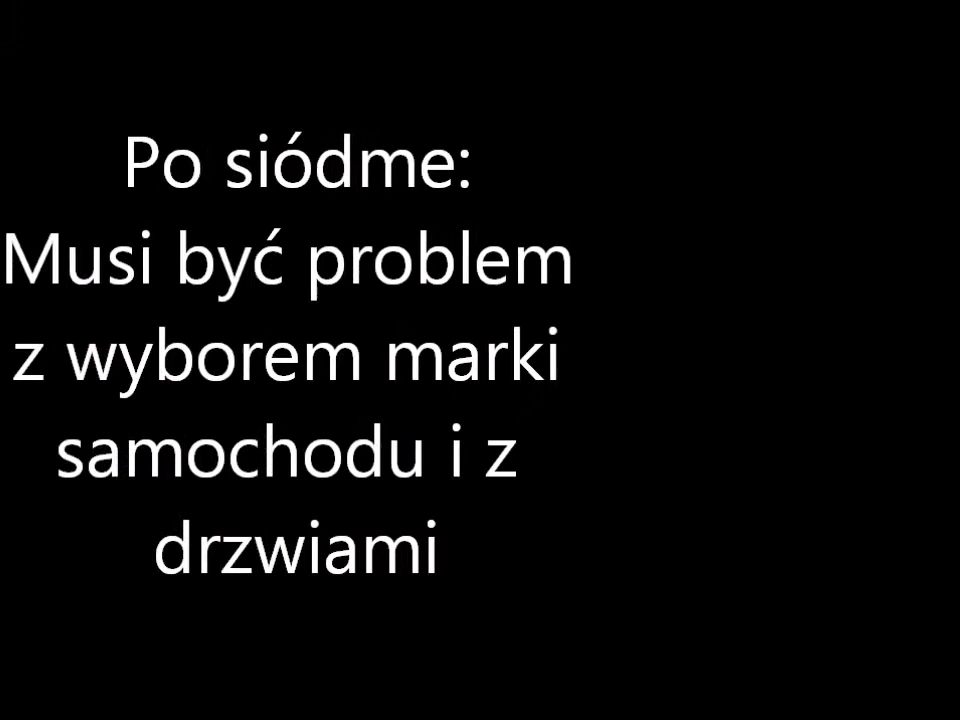 Po siódme:
Musi być problem
z wyborem marki
samochodu i z
drzwiami